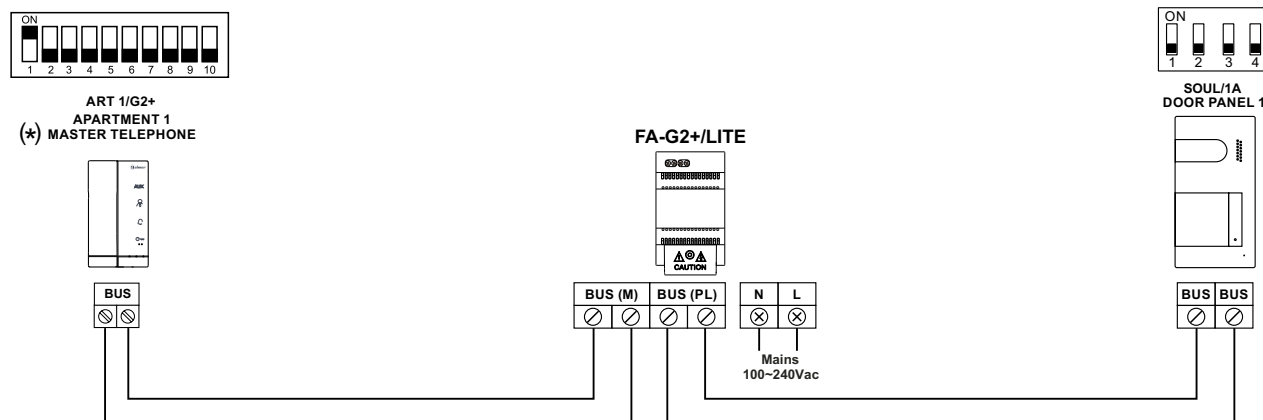 ON
1 2 3 4 5 6 7 8 9 10
ART 1/G2+
APARTMENT 1
(*) MASTER TELEPHONE
AUX
BUS
FA-G2+/LITE
CAUTION
BUS (M) BUS (PL) N L
Mains
100~240Vac
ON
1 2 3 4
SOUL/1A
DOOR PANEL 1
BUS BUS